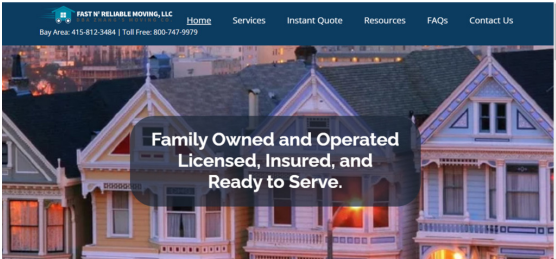 FAST N' RELIABLE MOVING, LLC
Home
Services
Instant Quote
Resources
FAQs
Contact Us
Bay Area: 415-812-3484 | Toll Free: 800-747-9979
Family Owned and Operated
Licensed, Insured, and
Ready to Serve.